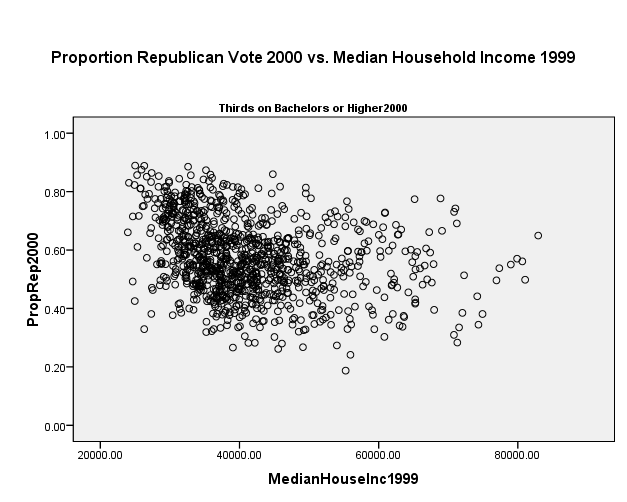 Proportion Republican Vote 2000 vs. Median Household Income 1999
Thirds on Bachelors or Higher2000
1.00
0.80
0.60
0.40
0.20
0.00
PropRep2000
20000.00 40000.00 60000.00 80000.00
MedianHouseInc1999